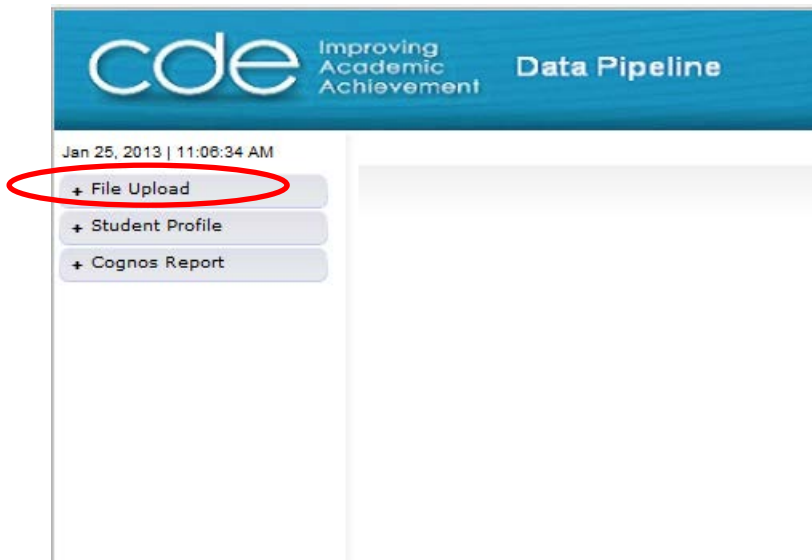 cde Improving
Academic
Achievement
Data Pipeline
Jan 25, 2013 | 11:06:34 AM
+ File Upload
+ Student Profile
+ Cognos Report